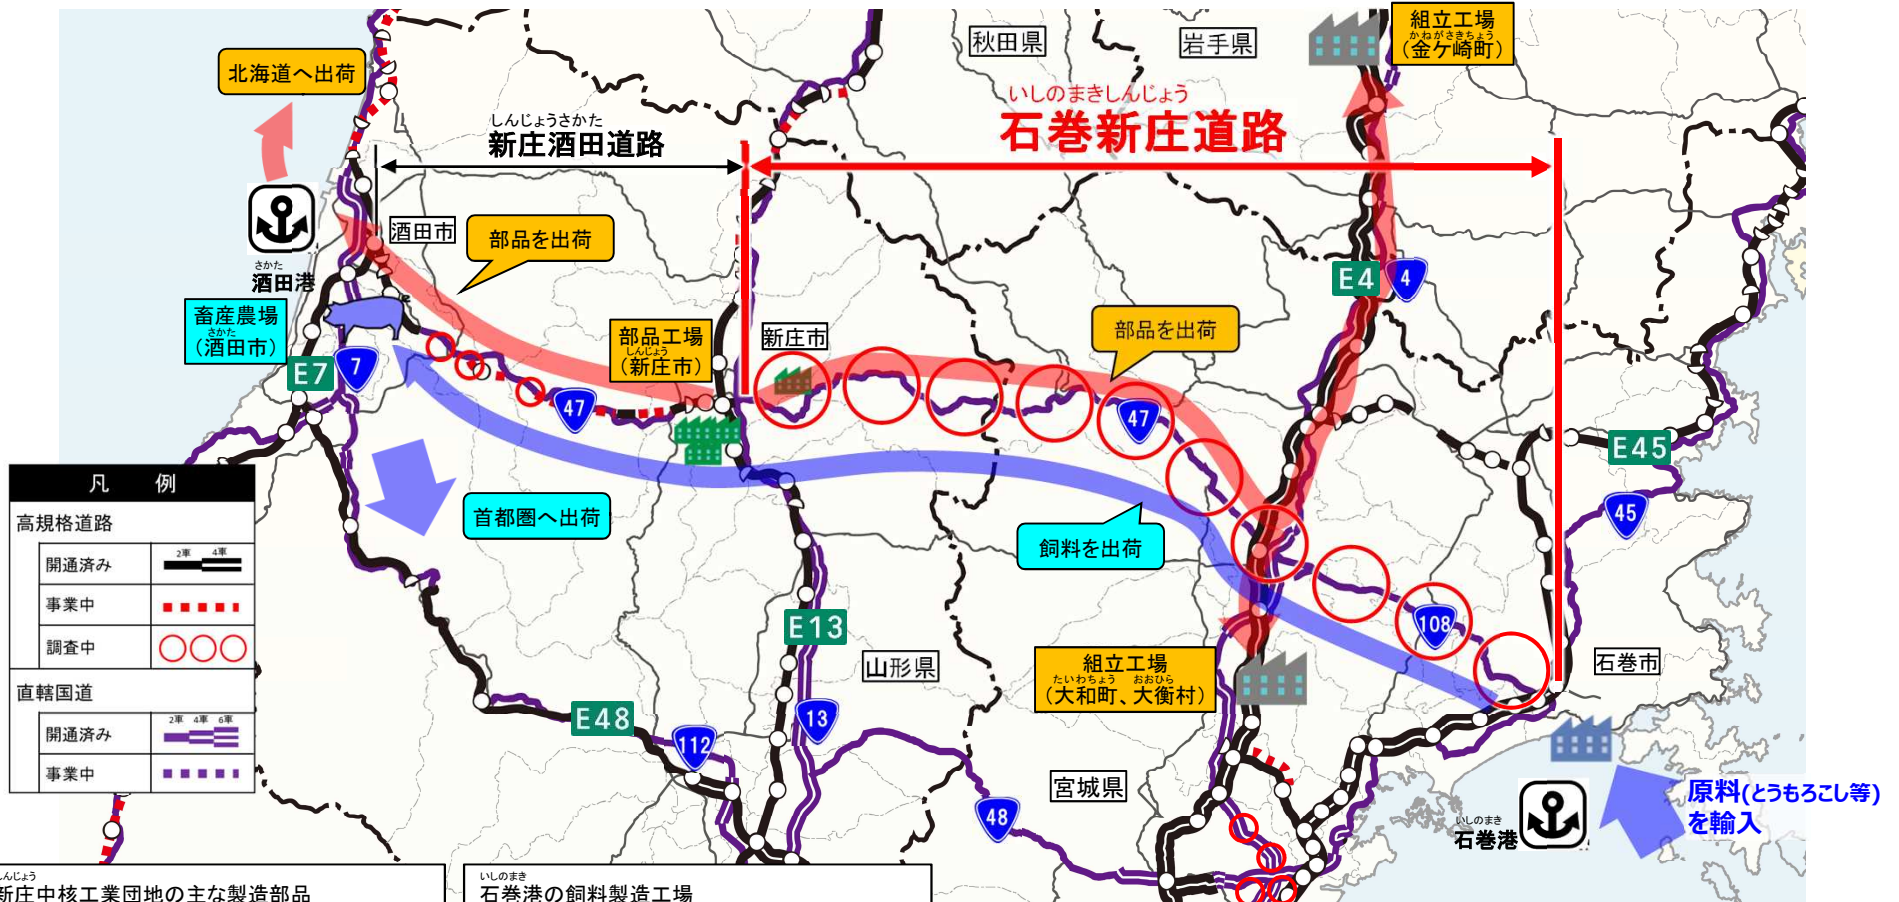 北海道へ出荷
秋田県
岩手県
組立工場
かねがさきちょう
(金ケ崎町)
いしのまきしんじょう
石巻新庄道路
しんじょうさかた
新庄酒田道路
酒田市
部品を出荷
さかた
酒田港
畜産農場
さかた
(酒田市)
E7
7
47
部品工場
しんじょう
(新庄市)
新庄市
部品を出荷
47
E4
4
E45
45
首都圏へ出荷
飼料を出荷
凡 例
高規格道路
開通済み
2車 4車
事業中
調査中
直轄国道
開通済み
2車 4車 6車
事業中
E13
13
山形県
組立工場
たいわちょう おおひら
(大和町、大衡村)
108
石巻市
E48
112
48
宮城県
いしのまき
石巻港
原料(とうもろこし等)
を輸入
しんじょう
新庄中核工業団地の主な製造部品
いしのまき
石巻港の飼料製造工場